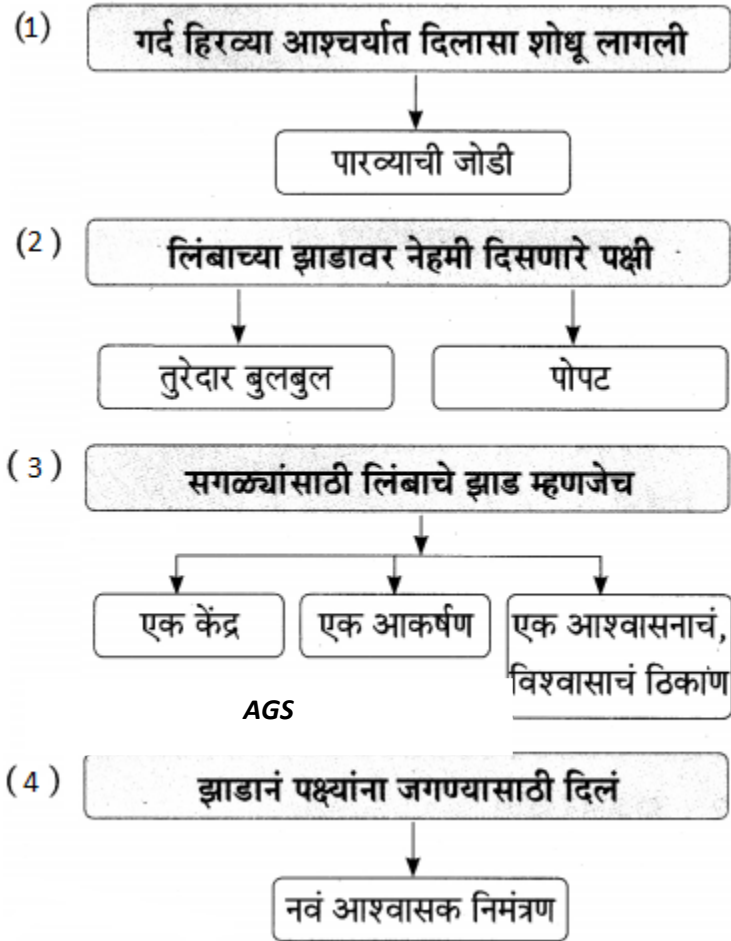 (1) गर्द हिरव्या आश्चर्यात दिलासा शोधू लागली
पारव्याची जोडी
(2) लिंबाच्या झाडावर नेहमी दिसणारे पक्षी
तुरेदार बुलबुल पोपट
(3) सगळ्यांसाठी लिंबाचे झाड म्हणजेच
एक केंद्र एक आकर्षण एक आश्वासनाचं,
विश्वासाचं ठिकांण
AGS
(4) झाडानं पक्ष्यांना जगण्यासाठी दिलं
नवं आश्वासक निमंत्रण